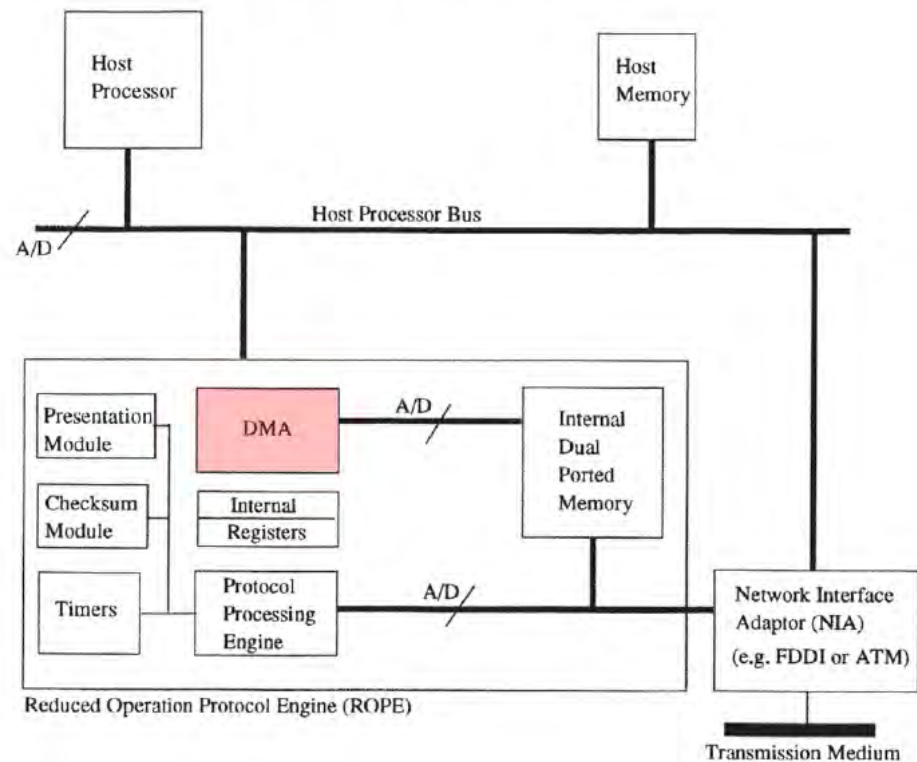 Host
Processor
Host
Memory
Host Processor Bus
A/D
Presentation
Module
DMA
A/D
Internal
Dual
Ported
Memory
Checksum
Module
Internal
Registers
Timers
Protocol
Processing
Engine
A/D
Network Interface
Adaptor (NIA)
(e.g. FDDI or ATM)
Reduced Operation Protocol Engine (ROPE)
Transmission Medium